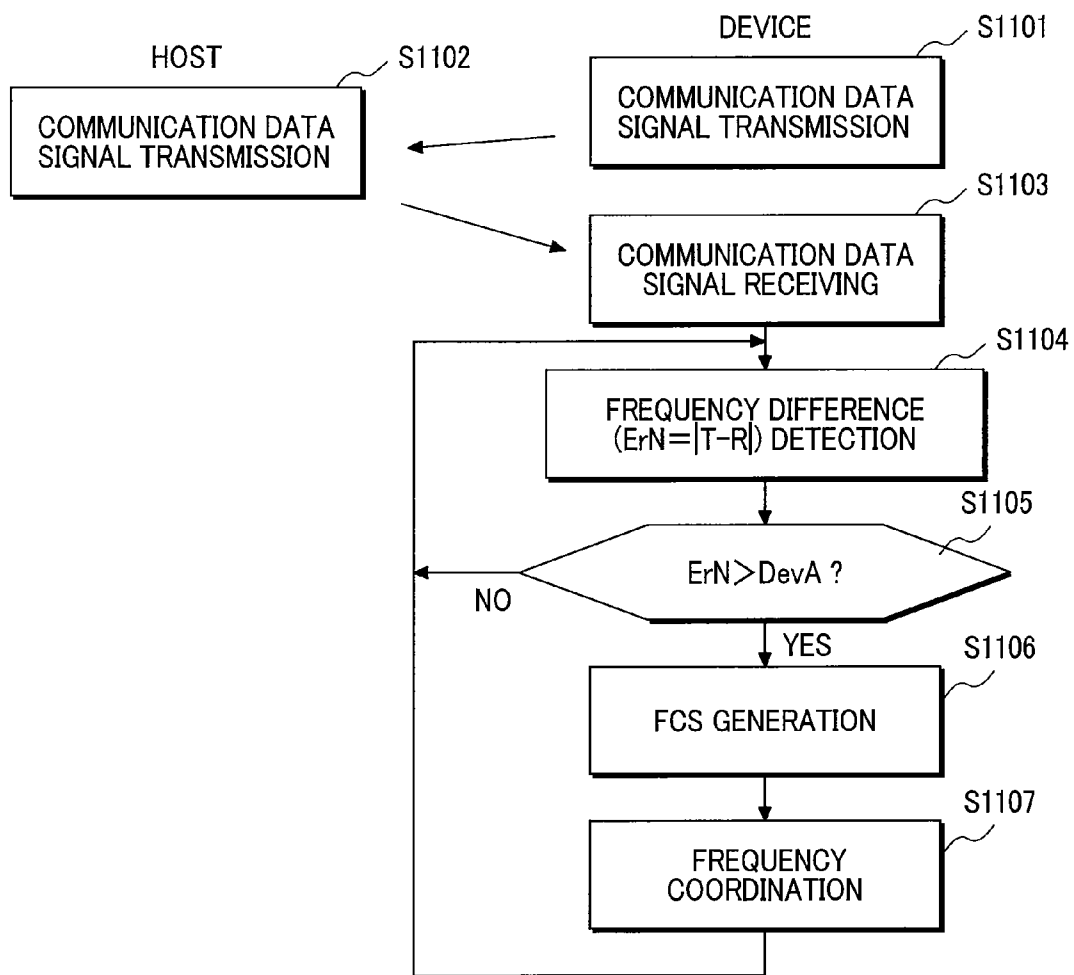 DEVICE
S1101
HOST
S1102
COMMUNICATION DATA
SIGNAL TRANSMISSION
COMMUNICATION DATA
SIGNAL TRANSMISSION
S1103
COMMUNICATION DATA
SIGNAL RECEIVING
S1104
FREQUENCY DIFFERENCE
(ErN=|T-R|) DETECTION
S1105
ErN>DevA ?
NO
YES
S1106
FCS GENERATION
S1107
FREQUENCY
COORDINATION